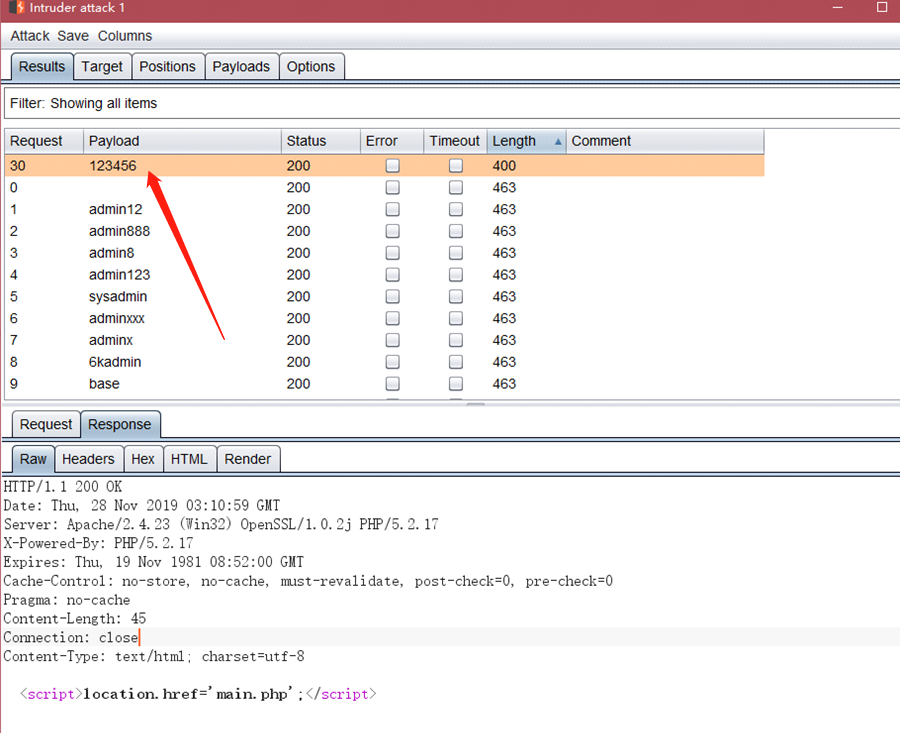 Intruder attack 1
Attack Save Columns
Results Target Positions Payloads Options
Filter: Showing all items
Request Payload Status Error Timeout Length Comment
30 123456 200 400
0 200 463
1 admin12 200 463
2 admin888 200 463
3 admin8 200 463
4 admin123 200 463
5 sysadmin 200 463
6 adminxxx 200 463
7 adminx 200 463
8 6kadmin 200 463
9 base 200 463
Request Response
Raw Headers Hex HTML Render
HTTP/1.1 200 OK
Date: Thu, 28 Nov 2019 03:10:59 GMT
Server: Apache/2.4.23 (Win32) OpenSSL/1.0.2j PHP/5.2.17
X-Powered-By: PHP/5.2.17
Expires: Thu, 19 Nov 1981 08:52:00 GMT
Cache-Control: no-store, no-cache, must-revalidate, post-check=0, pre-check=0
Pragma: no-cache
Content-Length: 45
Connection: close
Content-Type: text/html; charset=utf-8
<script>location.href='main.php';</script>